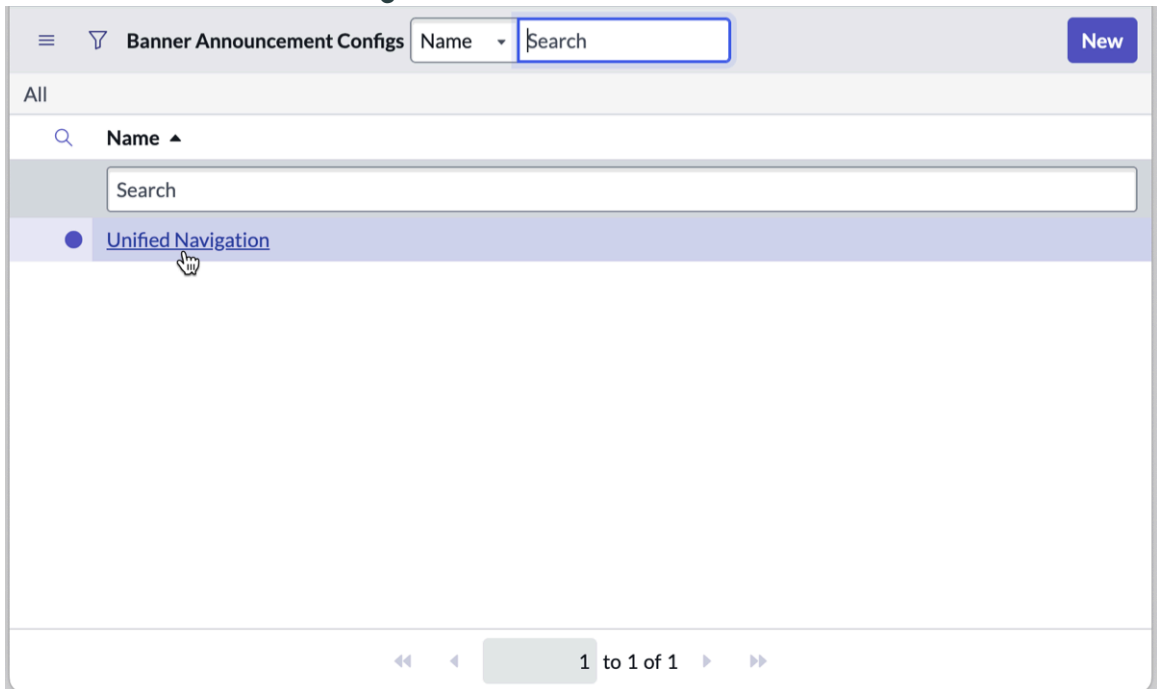 Banner Announcement Configs Name Search New
All
Name
Search
Unified Navigation
1 to 1 of 1